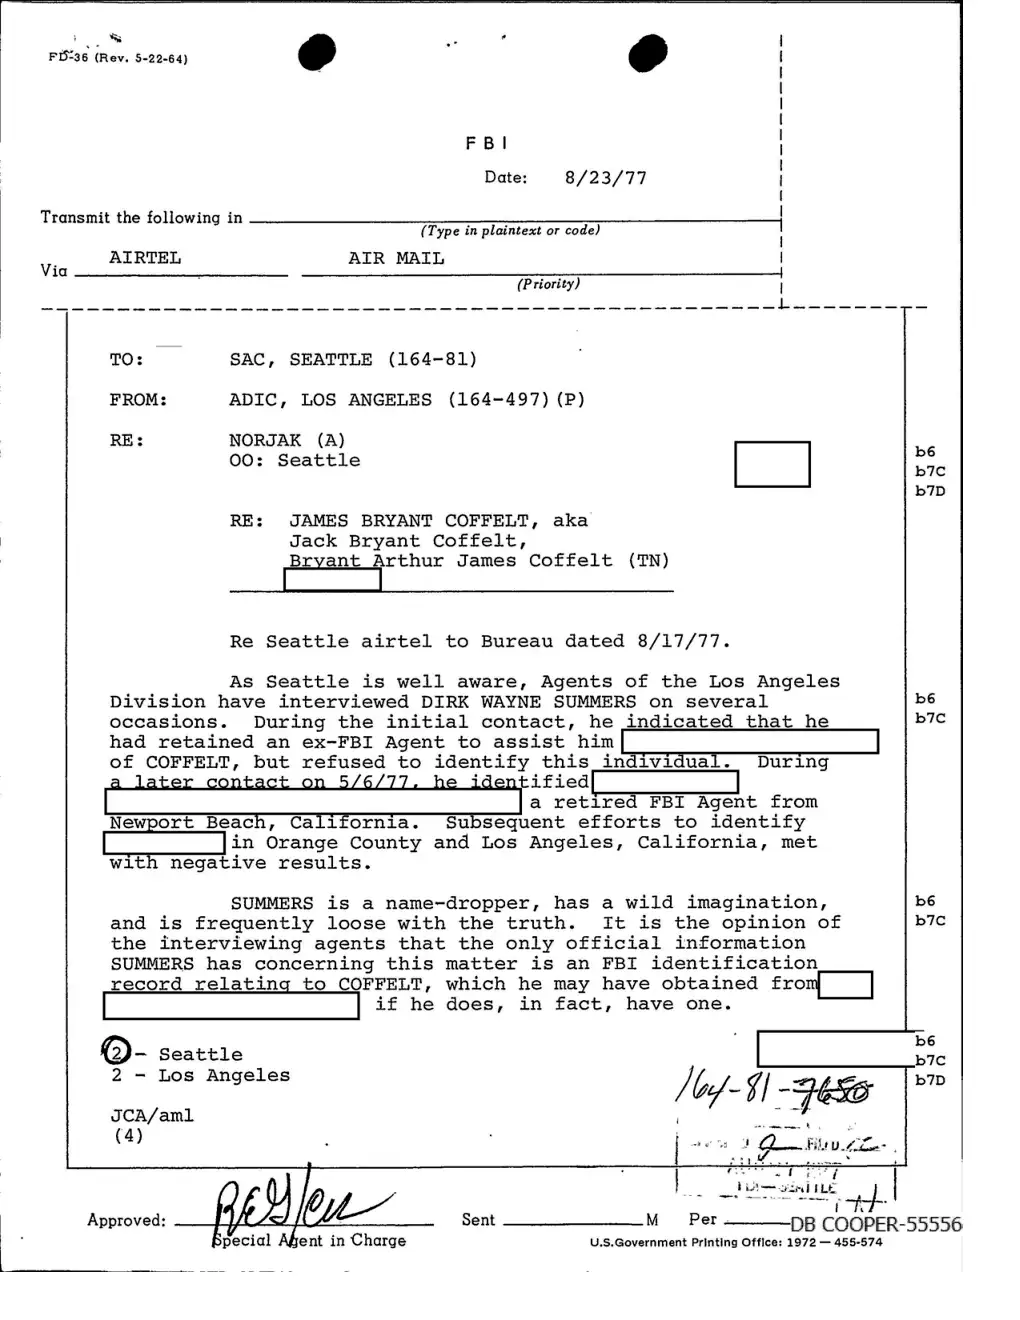 FD-36 (Rev. 5-22-64)
F B I
Date: 8/23/77
Transmit the following in
(Type in plaintext or code)
Via AIRTEL AIR MAIL
(Priority)
TO: SAC, SEATTLE (164-81)
FROM: ADIC, LOS ANGELES (164-497)(P)
RE: NORJAK (A)
OO: Seattle
b6
b7C
b7D
RE: JAMES BRYANT COFFELT, aka
Jack Bryant Coffelt,
Bryant Arthur James Coffelt (TN)
Re Seattle airtel to Bureau dated 8/17/77.
As Seattle is well aware, Agents of the Los Angeles
Division have interviewed DIRK WAYNE SUMMERS on several
occasions. During the initial contact, he indicated that he
had retained an ex-FBI Agent to assist him
of COFFELT, but refused to identify this individual. During
a later contact on 5/6/77, he identified
a retired FBI Agent from
Newport Beach, California. Subsequent efforts to identify
in Orange County and Los Angeles, California, met
with negative results.
b6
b7C
SUMMERS is a name-dropper, has a wild imagination,
and is frequently loose with the truth. It is the opinion of
the interviewing agents that the only official information
SUMMERS has concerning this matter is an FBI identification
record relating to COFFELT, which he may have obtained from
if he does, in fact, have one.
b6
b7C
2 - Seattle
2 - Los Angeles
b6
b7C
b7D
164-81-7650
JCA/aml
(4)
FBI - SEATTLE
Approved: Sent M Per
Special Agent in Charge
DB COOPER-55556
U.S.Government Printing Office: 1972 — 455-574